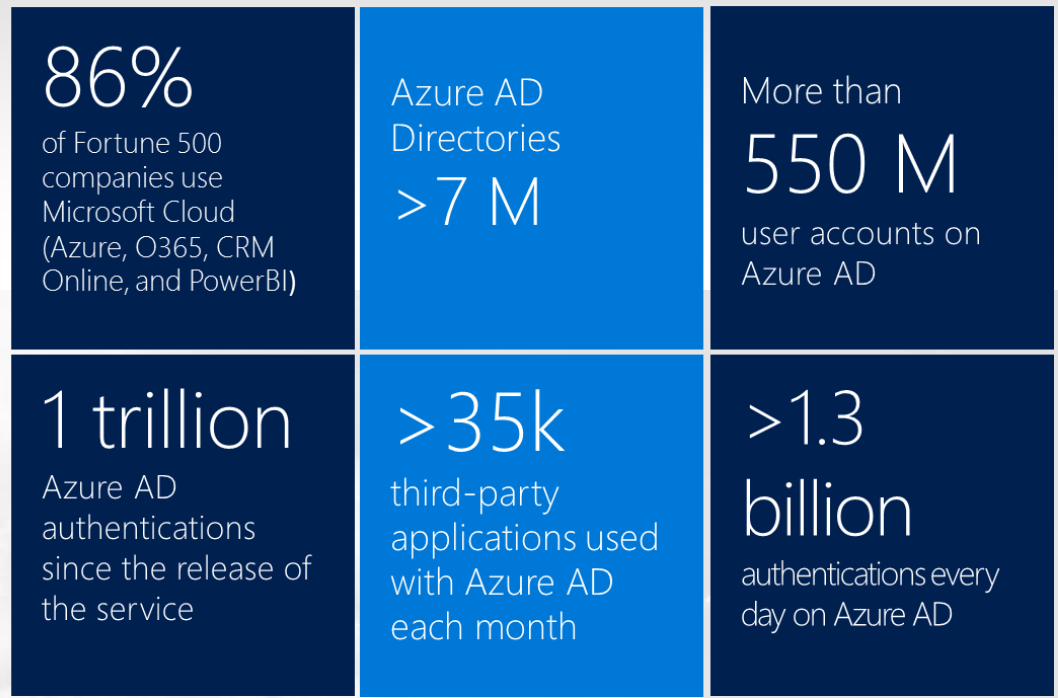 86%
of Fortune 500
companies use
Microsoft Cloud
(Azure, O365, CRM
Online, and PowerBI)
Azure AD
Directories
>7 M
More than
550 M
user accounts on
Azure AD
1 trillion
Azure AD
authentications
since the release of
the service
>35k
third-party
applications used
with Azure AD
each month
>1.3
billion
authentications every
day on Azure AD